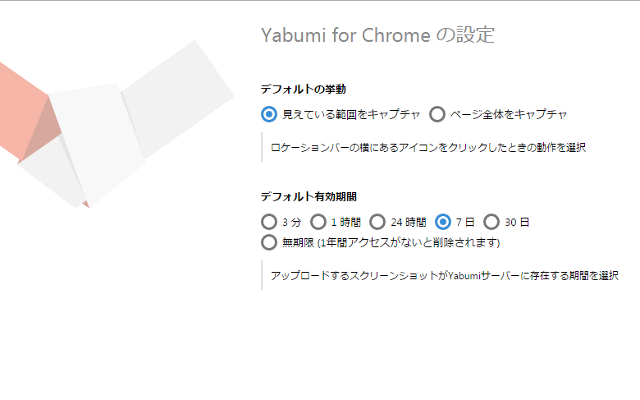 Yabumi for Chrome の設定
デフォルトの挙動
見えている範囲をキャプチャ ページ全体をキャプチャ
ロケーションバーの横にあるアイコンをクリックしたときの動作を選択
デフォルト有効期間
3 分 1 時間 24 時間 7 日 30 日
無期限 (1年間アクセスがないと削除されます)
アップロードするスクリーンショットがYabumiサーバーに存在する期間を選択